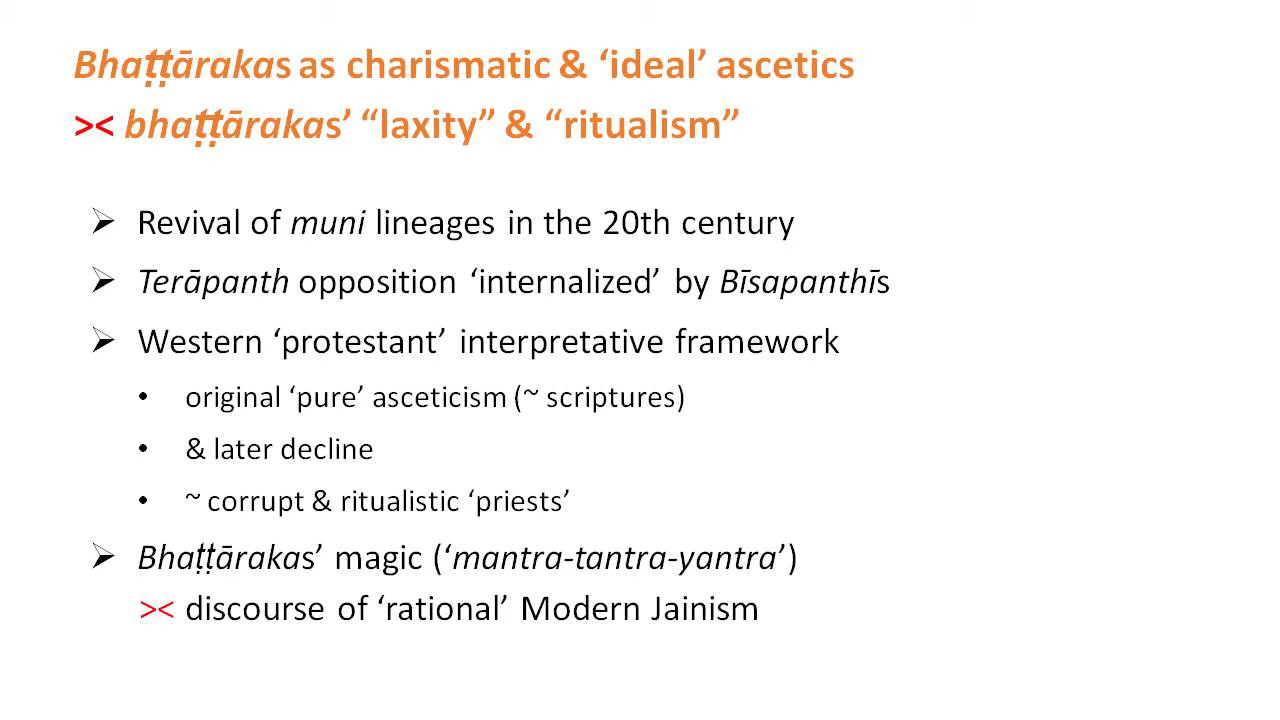 Bhaṭṭārakas as charismatic & ‘ideal’ ascetics
>< bhaṭṭārakas’ “laxity” & “ritualism”
➢ Revival of muni lineages in the 20th century
➢ Terāpanth opposition ‘internalized’ by Bīsapanthīs
➢ Western ‘protestant’ interpretative framework
• original ‘pure’ asceticism (~ scriptures)
• & later decline
• ~ corrupt & ritualistic ‘priests’
➢ Bhaṭṭārakas’ magic (‘mantra-tantra-yantra’)
>< discourse of ‘rational’ Modern Jainism